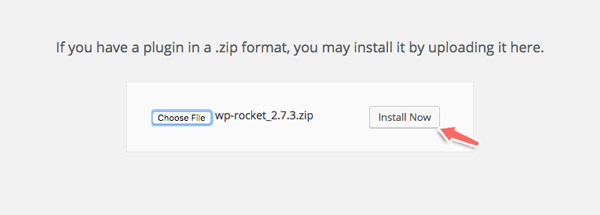 If you have a plugin in a .zip format, you may install it by uploading it here.
Choose File wp-rocket_2.7.3.zip Install Now